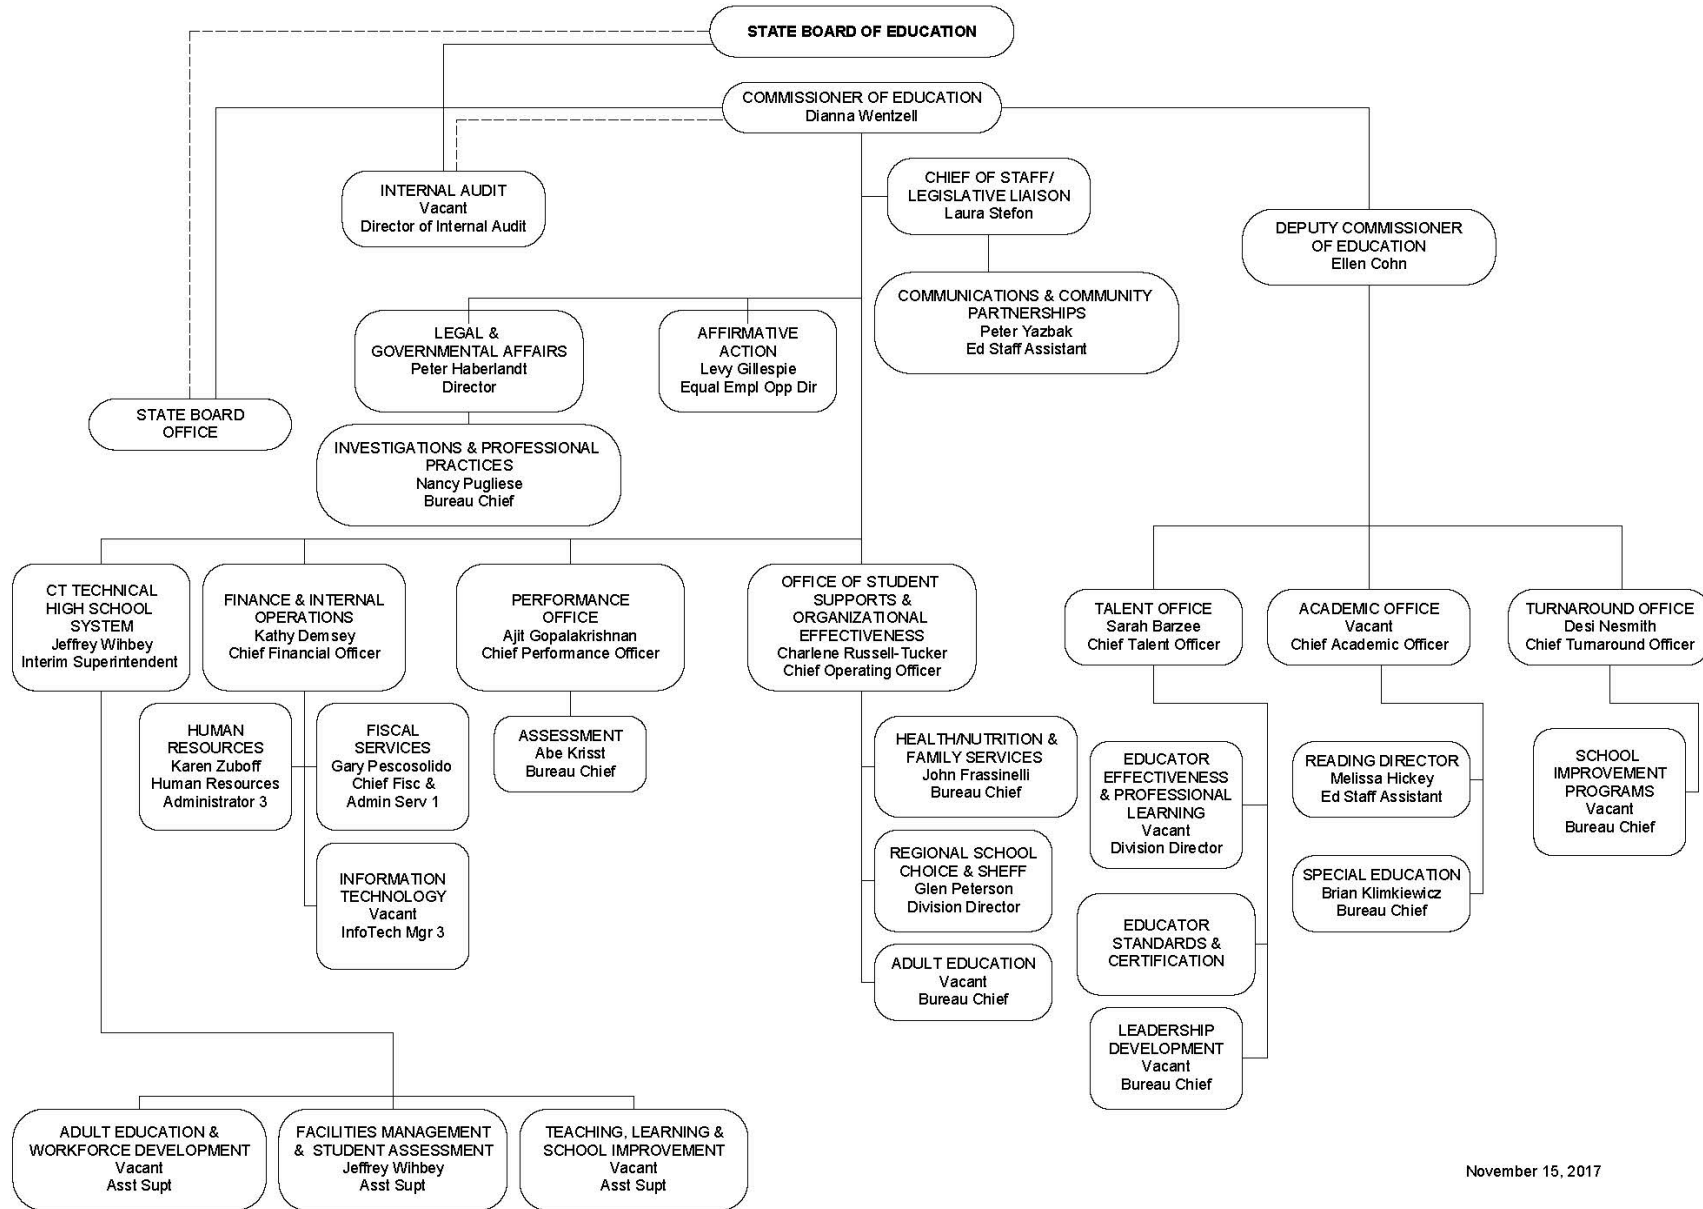 STATE BOARD OF EDUCATION
COMMISSIONER OF EDUCATION
Dianna Wentzell
INTERNAL AUDIT
Vacant
Director of Internal Audit
CHIEF OF STAFF/
LEGISLATIVE LIAISON
Laura Stefon
DEPUTY COMMISSIONER
OF EDUCATION
Ellen Cohn
COMMUNICATIONS & COMMUNITY
PARTNERSHIPS
Peter Yazbak
Ed Staff Assistant
LEGAL &
GOVERNMENTAL AFFAIRS
Peter Haberlandt
Director
AFFIRMATIVE
ACTION
Levy Gillespie
Equal Empl Opp Dir
STATE BOARD
OFFICE
INVESTIGATIONS & PROFESSIONAL
PRACTICES
Nancy Pugliese
Bureau Chief
CT TECHNICAL
HIGH SCHOOL
SYSTEM
Jeffrey Wihbey
Interim Superintendent
FINANCE & INTERNAL
OPERATIONS
Kathy Demsey
Chief Financial Officer
PERFORMANCE
OFFICE
Ajit Gopalakrishnan
Chief Performance Officer
OFFICE OF STUDENT
SUPPORTS &
ORGANIZATIONAL
EFFECTIVENESS
Charlene Russell-Tucker
Chief Operating Officer
TALENT OFFICE
Sarah Barzee
Chief Talent Officer
ACADEMIC OFFICE
Vacant
Chief Academic Officer
TURNAROUND OFFICE
Desi Nesmith
Chief Turnaround Officer
HUMAN
RESOURCES
Karen Zuboff
Human Resources
Administrator 3
FISCAL
SERVICES
Gary Pescosolido
Chief Fisc &
Admin Serv 1
ASSESSMENT
Abe Krisst
Bureau Chief
HEALTH/NUTRITION &
FAMILY SERVICES
John Frassinelli
Bureau Chief
EDUCATOR
EFFECTIVENESS
& PROFESSIONAL
LEARNING
Vacant
Division Director
READING DIRECTOR
Melissa Hickey
Ed Staff Assistant
SCHOOL
IMPROVEMENT
PROGRAMS
Vacant
Bureau Chief
INFORMATION
TECHNOLOGY
Vacant
InfoTech Mgr 3
REGIONAL SCHOOL
CHOICE & SHEFF
Glen Peterson
Division Director
SPECIAL EDUCATION
Brian Klimkiewicz
Bureau Chief
EDUCATOR
STANDARDS &
CERTIFICATION
ADULT EDUCATION
Vacant
Bureau Chief
LEADERSHIP
DEVELOPMENT
Vacant
Bureau Chief
ADULT EDUCATION &
WORKFORCE DEVELOPMENT
Vacant
Asst Supt
FACILITIES MANAGEMENT
& STUDENT ASSESSMENT
Jeffrey Wihbey
Asst Supt
TEACHING, LEARNING &
SCHOOL IMPROVEMENT
Vacant
Asst Supt
November 15, 2017